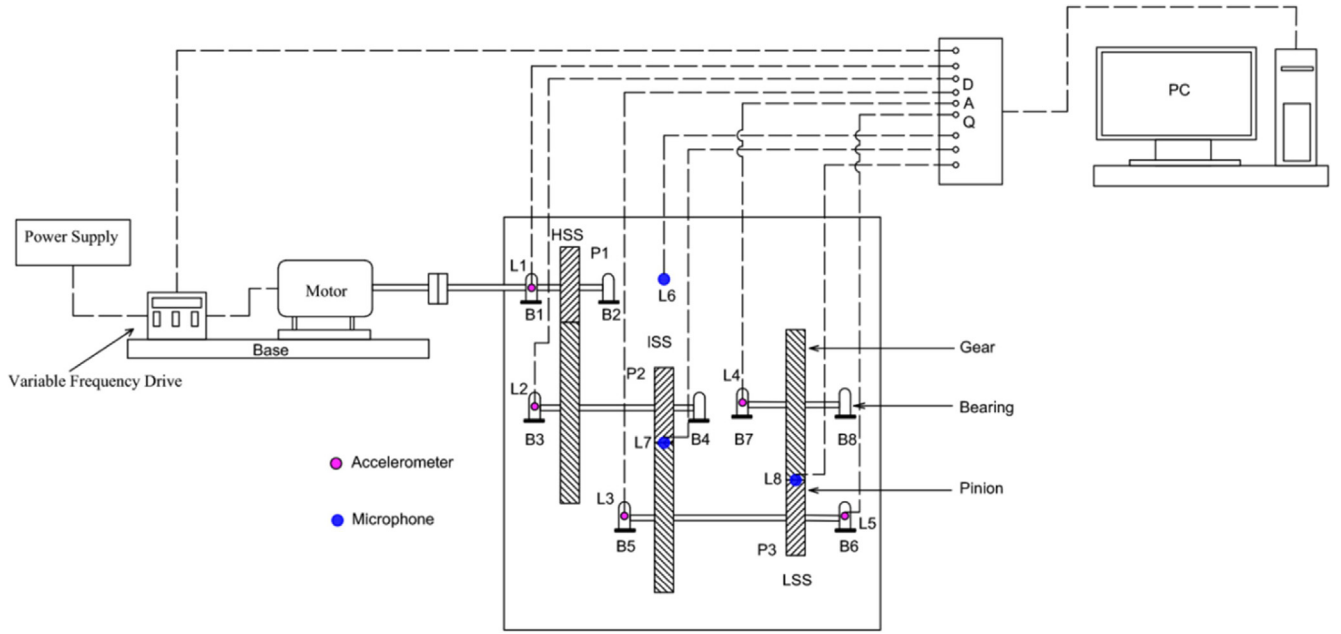 D
A
Q
PC
Power Supply
HSS
P1
L1
Motor
B1
B2
L6
ISS
Base
Gear
Variable Frequency Drive
P2
L4
L2
Bearing
B3
L7
B4
B7
B8
Accelerometer
L8
Pinion
L3
Microphone
L5
B5
B6
P3
LSS